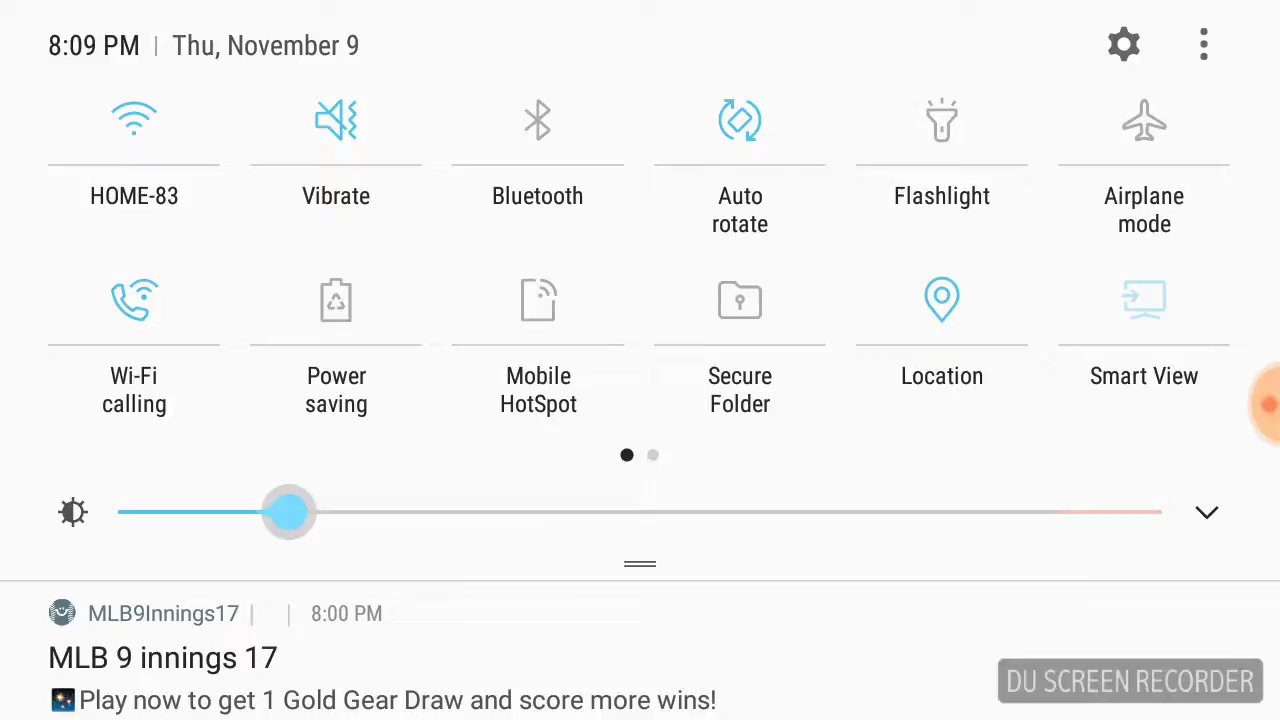 8:09 PM | Thu, November 9
HOME-83 Vibrate Bluetooth Auto rotate Flashlight Airplane mode
Wi-Fi calling Power saving Mobile HotSpot Secure Folder Location Smart View
MLB9Innings17 | | 8:00 PM
MLB 9 innings 17
Play now to get 1 Gold Gear Draw and score more wins!
DU SCREEN RECORDER